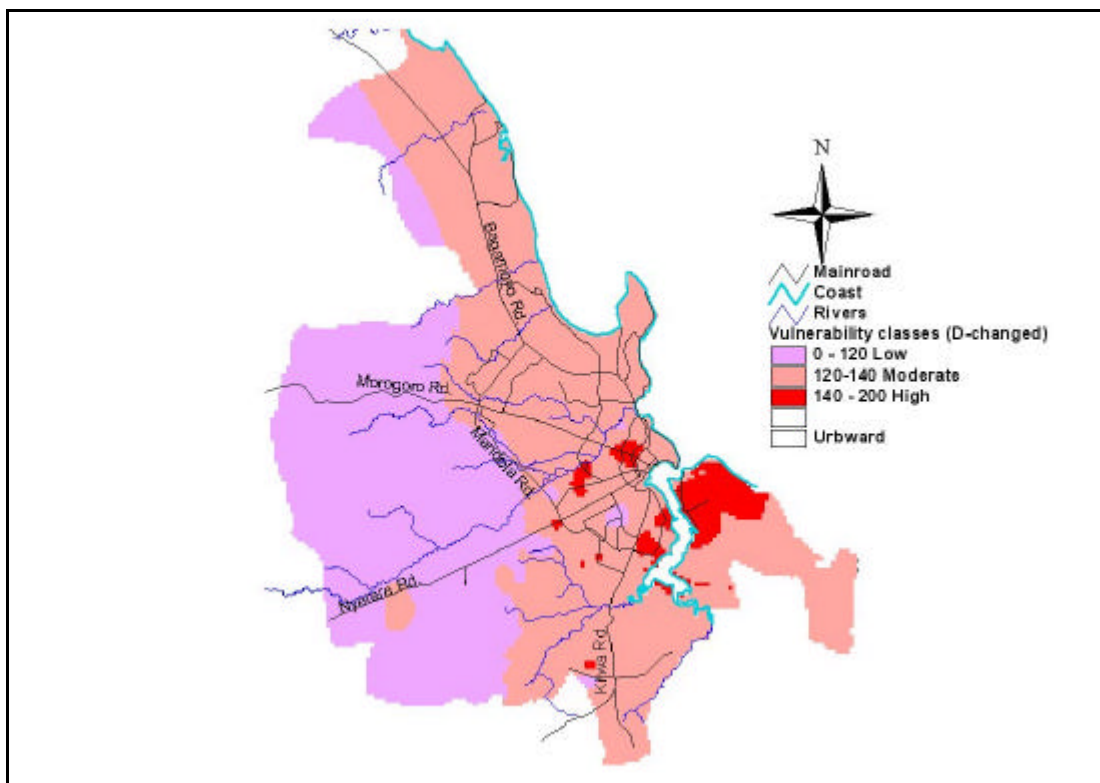 N
Mainroad
Coast
Rivers
Vulnerability classes (D-changed)
0 - 120 Low
120-140 Moderate
140 - 200 High
Urbward
Bagamoyo Rd.
Morogoro Rd.
Mandela Rd.
Nyerere Rd.
Kilwa Rd.